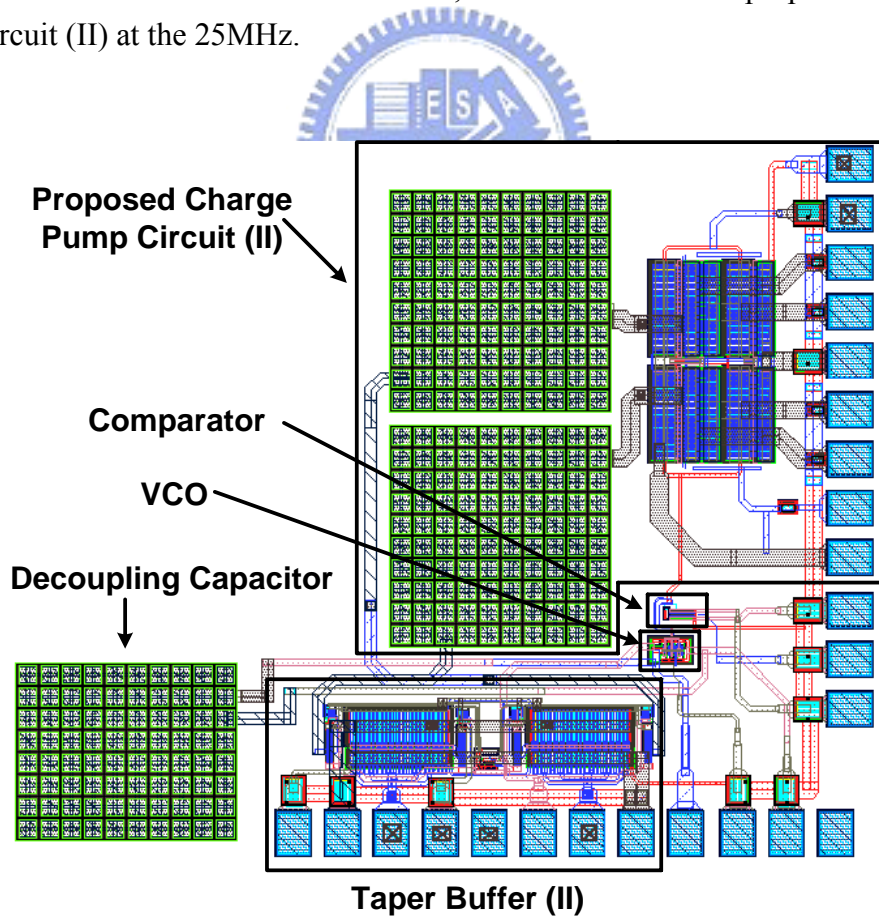 rcuit (II) at the 25MHz.
E S A
Proposed Charge
Pump Circuit (II)
Comparator
VCO
Decoupling Capacitor
Taper Buffer (II)